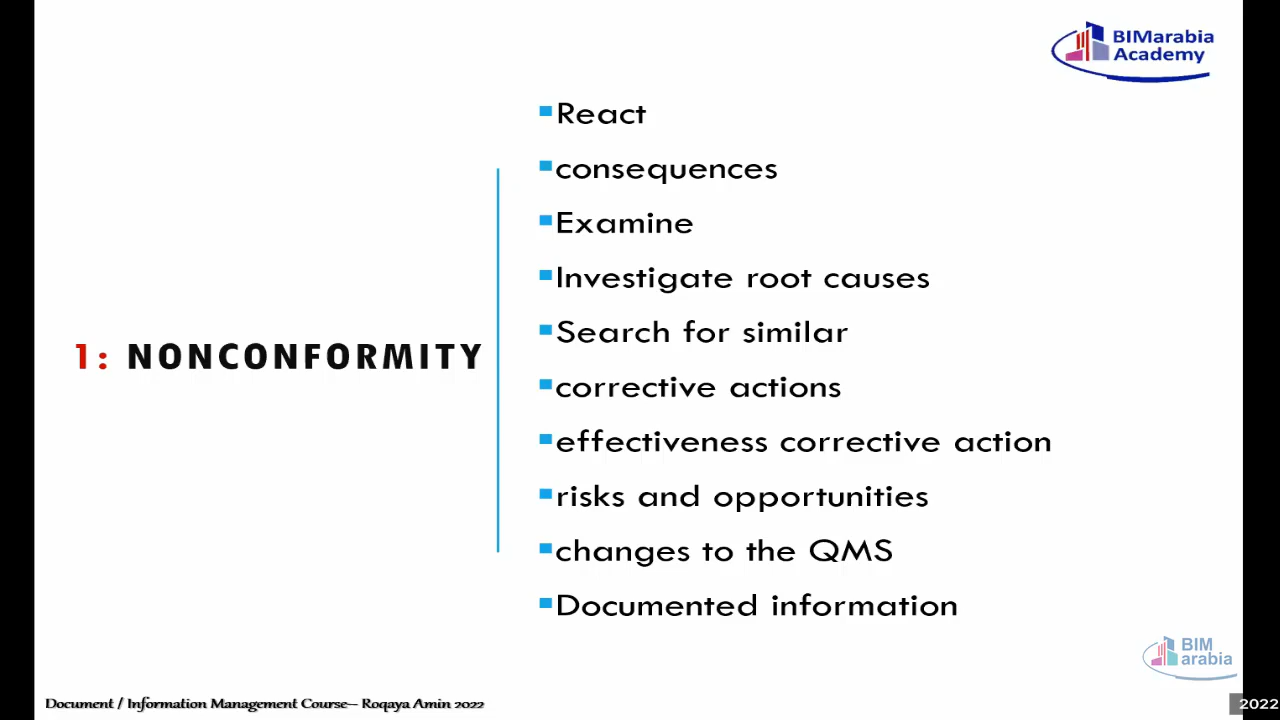 BIMarabia
Academy
React
consequences
Examine
Investigate root causes
Search for similar
1: NONCONFORMITY
corrective actions
effectiveness corrective action
risks and opportunities
changes to the QMS
Documented information
BIM
arabia
Document / Information Management Course– Roqaya Amin 2022
2022